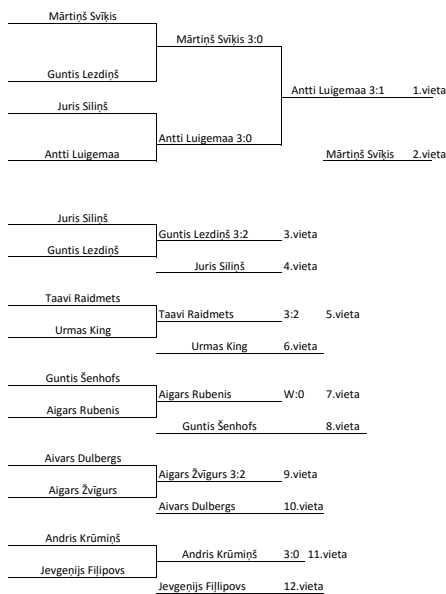 Mārtiņš Svīķis
Mārtiņš Svīķis 3:0
Guntis Lezdiņš
Antti Luigemaa 3:1 1.vieta
Juris Siliņš
Antti Luigemaa 3:0
Antti Luigemaa
Mārtiņš Svīķis 2.vieta
Juris Siliņš
Guntis Lezdiņš 3:2 3.vieta
Guntis Lezdiņš
Juris Siliņš 4.vieta
Taavi Raidmets
Taavi Raidmets 3:2 5.vieta
Urmas King
Urmas King 6.vieta
Guntis Šenhofs
Aigars Rubenis W:0 7.vieta
Aigars Rubenis
Guntis Šenhofs 8.vieta
Aivars Dulbergs
Aigars Žvīgurs 3:2 9.vieta
Aigars Žvīgurs
Aivars Dulbergs 10.vieta
Andris Krūmiņš
Andris Krūmiņš 3:0 11.vieta
Jevgeņijs Fiļipovs
Jevgeņijs Fiļlipovs 12.vieta